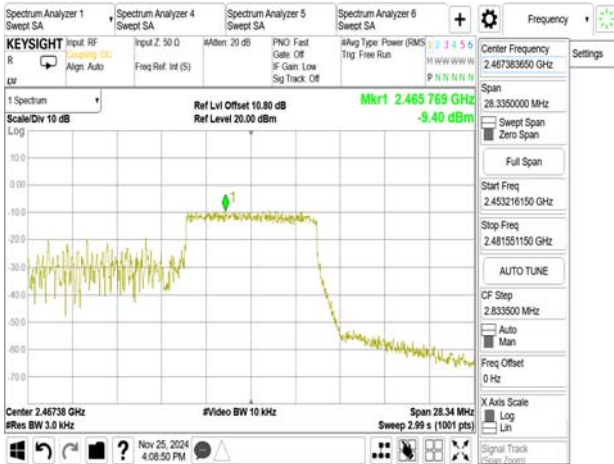 Spectrum Analyzer 1
Swept SA
Spectrum Analyzer 4
Swept SA
Spectrum Analyzer 5
Swept SA
Spectrum Analyzer 6
Swept SA
+
Frequency
KEYSIGHT
R
LXI
Input: RF
Coupling: DC
Align: Auto
Input Z: 50 Ω
Freq Ref: Int (S)
#Atten: 20 dB
PNO: Fast
Gate: Off
IF Gain: Low
Sig Track: Off
#Avg Type: Power (RMS
Trig: Free Run
1 2 3 4 5 6
M W W W W W
P N N N N N
1 Spectrum
Scale/Div 10 dB
Log
Ref Lvl Offset 10.80 dB
Ref Level 20.00 dBm
Mkr1 2.465 769 GHz
-9.40 dBm
1
10.0
0.00
-10.0
-20.0
-30.0
-40.0
-50.0
-60.0
-70.0
Center 2.46738 GHz
#Res BW 3.0 kHz
#Video BW 10 kHz
Span 28.34 MHz
Sweep 2.99 s (1001 pts)
Nov 25, 2024
4:08:50 PM
?
Center Frequency
2.467383650 GHz
Settings
Span
28.3350000 MHz
Swept Span
Zero Span
Full Span
Start Freq
2.453216150 GHz
Stop Freq
2.481551150 GHz
AUTO TUNE
CF Step
2.833500 MHz
Auto
Man
Freq Offset
0 Hz
X Axis Scale
Log
Lin
Signal Track
(Span Zoom)